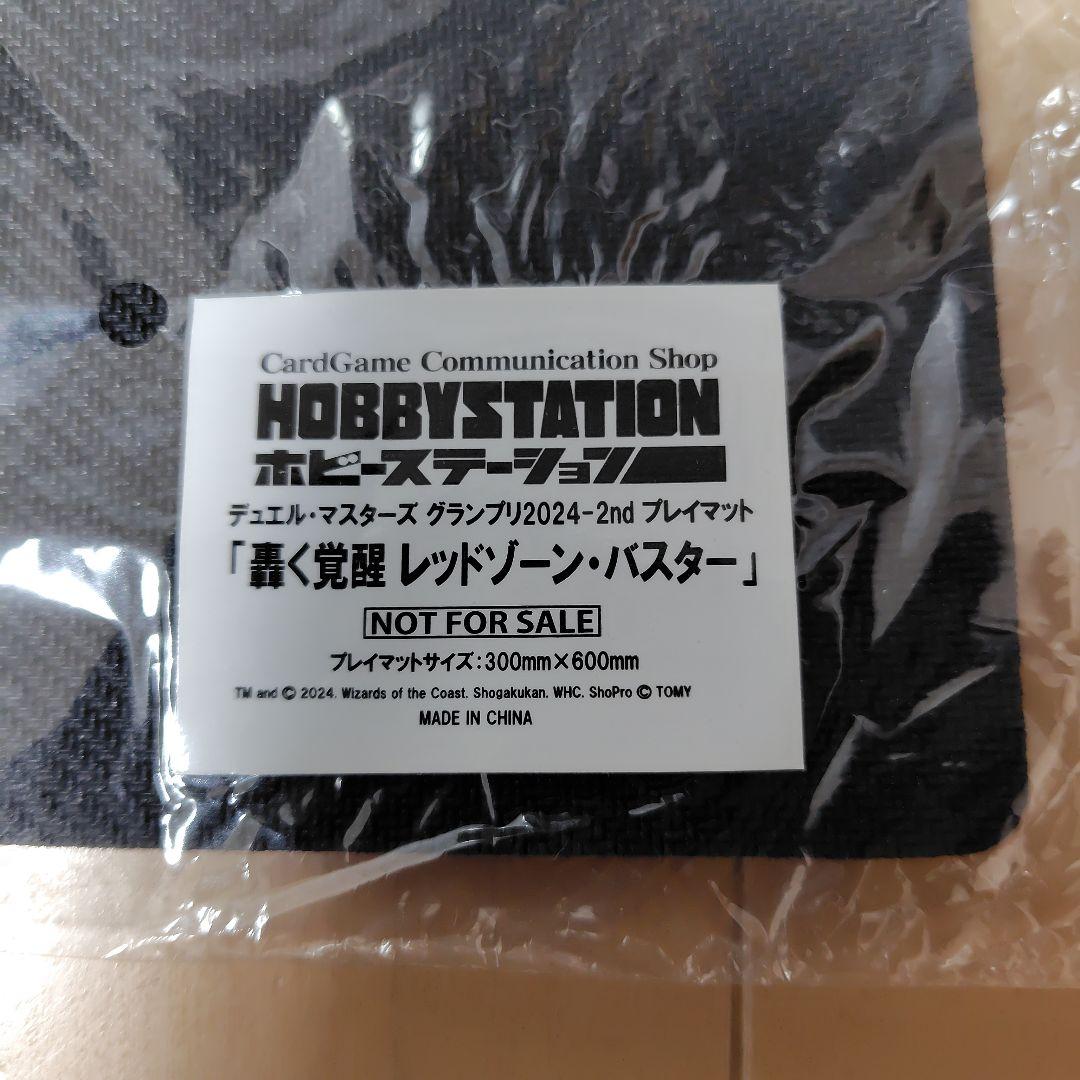 CardGame Communication Shop
HOBBYSTATION
ホビーステーション
デュエル・マスターズ グランプリ2024-2nd プレイマット
「轟く覚醒 レッドゾーン・バスター」
NOT FOR SALE
プレイマットサイズ:300mm×600mm
TM and © 2024. Wizards of the Coast. Shogakukan. WHC. ShoPro © TOMY
MADE IN CHINA